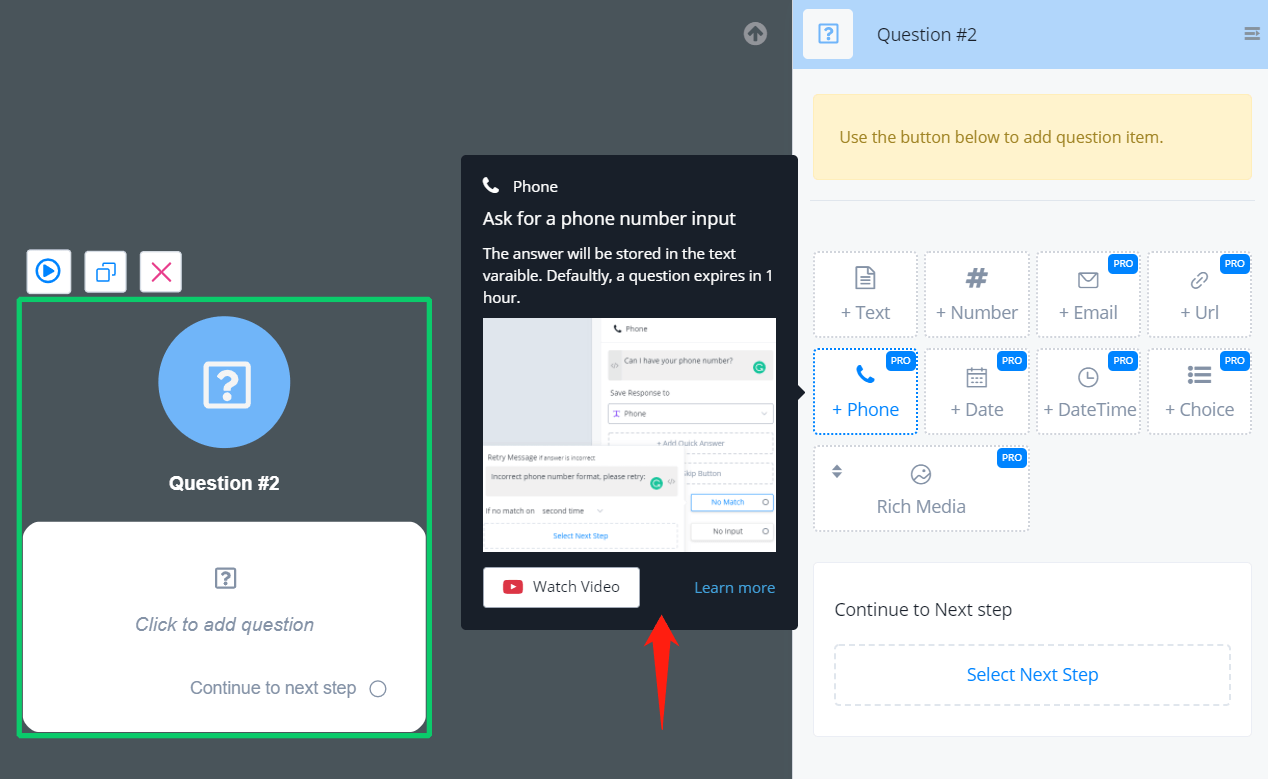 Question #2
Use the button below to add question item.
Phone
Ask for a phone number input
The answer will be stored in the text
varaible. Defaultly, a question expires in 1
hour.
Phone
Can I have your phone number?
Save Response to
Phone
+ Add Quick Answer
Retry Message if answer is incorrect
Skip Button
Incorrect phone number format, please retry:
If no match on second time
No Match
Select Next Step
No Input
Watch Video
Learn more
+ Text
+ Number
PRO
+ Email
PRO
+ Url
PRO
+ Phone
PRO
+ Date
PRO
+ DateTime
PRO
+ Choice
PRO
Rich Media
Question #2
Click to add question
Continue to next step
Continue to Next step
Select Next Step